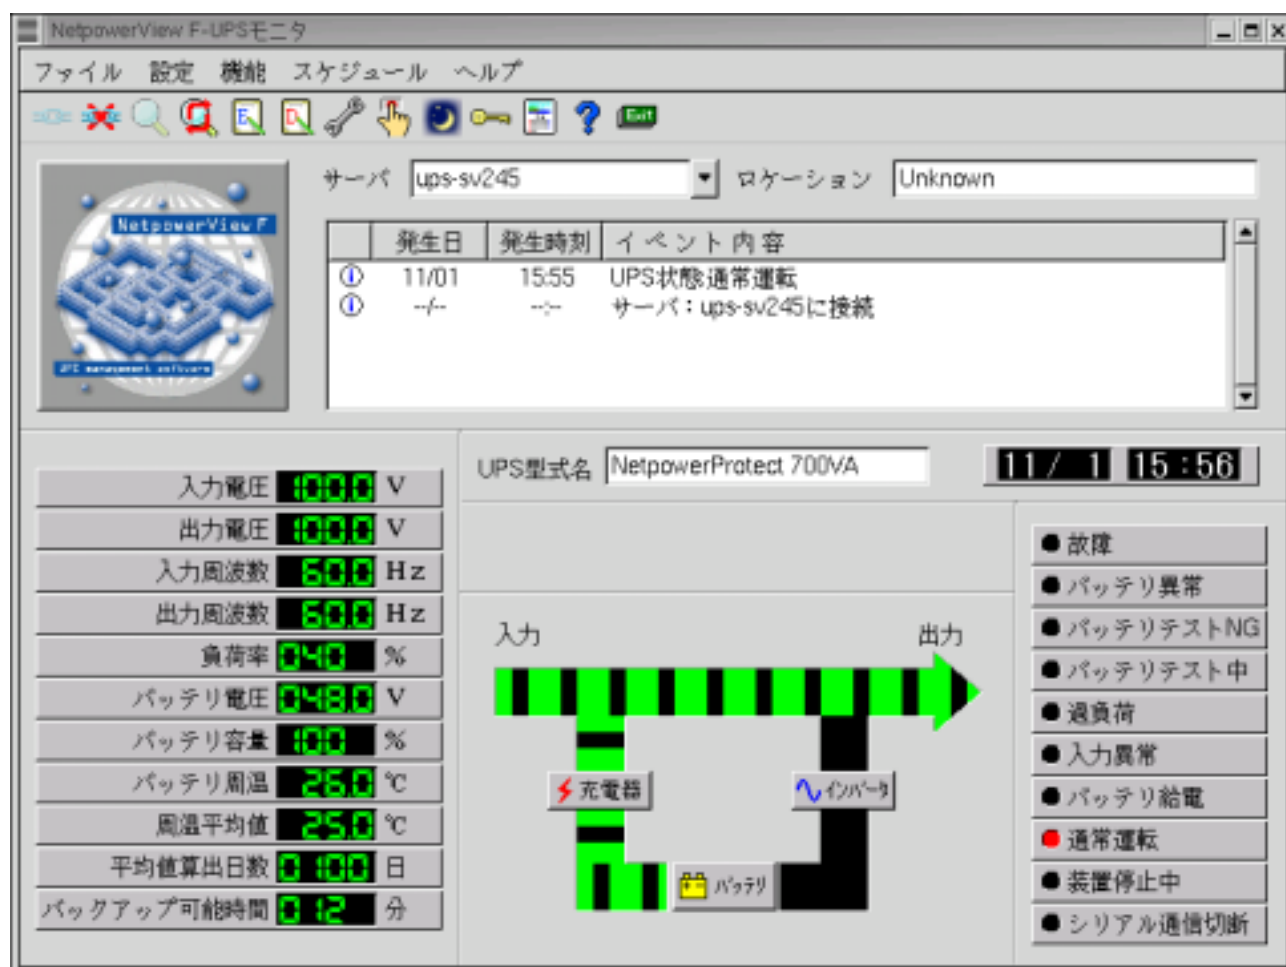 NetpowerView F-UPSモニタ
ファイル 設定 機能 スケジュール ヘルプ
E D ? Exit
NetpowerView F
UPS management software
サーバ ups-sv245 ロケーション Unknown
発生日 発生時刻 イベント内容
11/01 15:55 UPS状態:通常運転
--/-- --:-- サーバ：ups-sv245に接続
UPS型式名 NetpowerProtect 700VA 11/ 1 15:56
入力電圧 100.0 V
出力電圧 100.0 V
入力周波数 60.0 Hz
出力周波数 60.0 Hz
負荷率 040 %
バッテリ電圧 048.0 V
バッテリ容量 100 %
バッテリ周温 26.0 ℃
周温平均値 25.0 ℃
平均値算出日数 0100 日
バックアップ可能時間 012 分
入力 出力
充電器 インバータ
バッテリ
故障
バッテリ異常
バッテリテストNG
バッテリテスト中
過負荷
入力異常
バッテリ給電
通常運転
装置停止中
シリアル通信切断